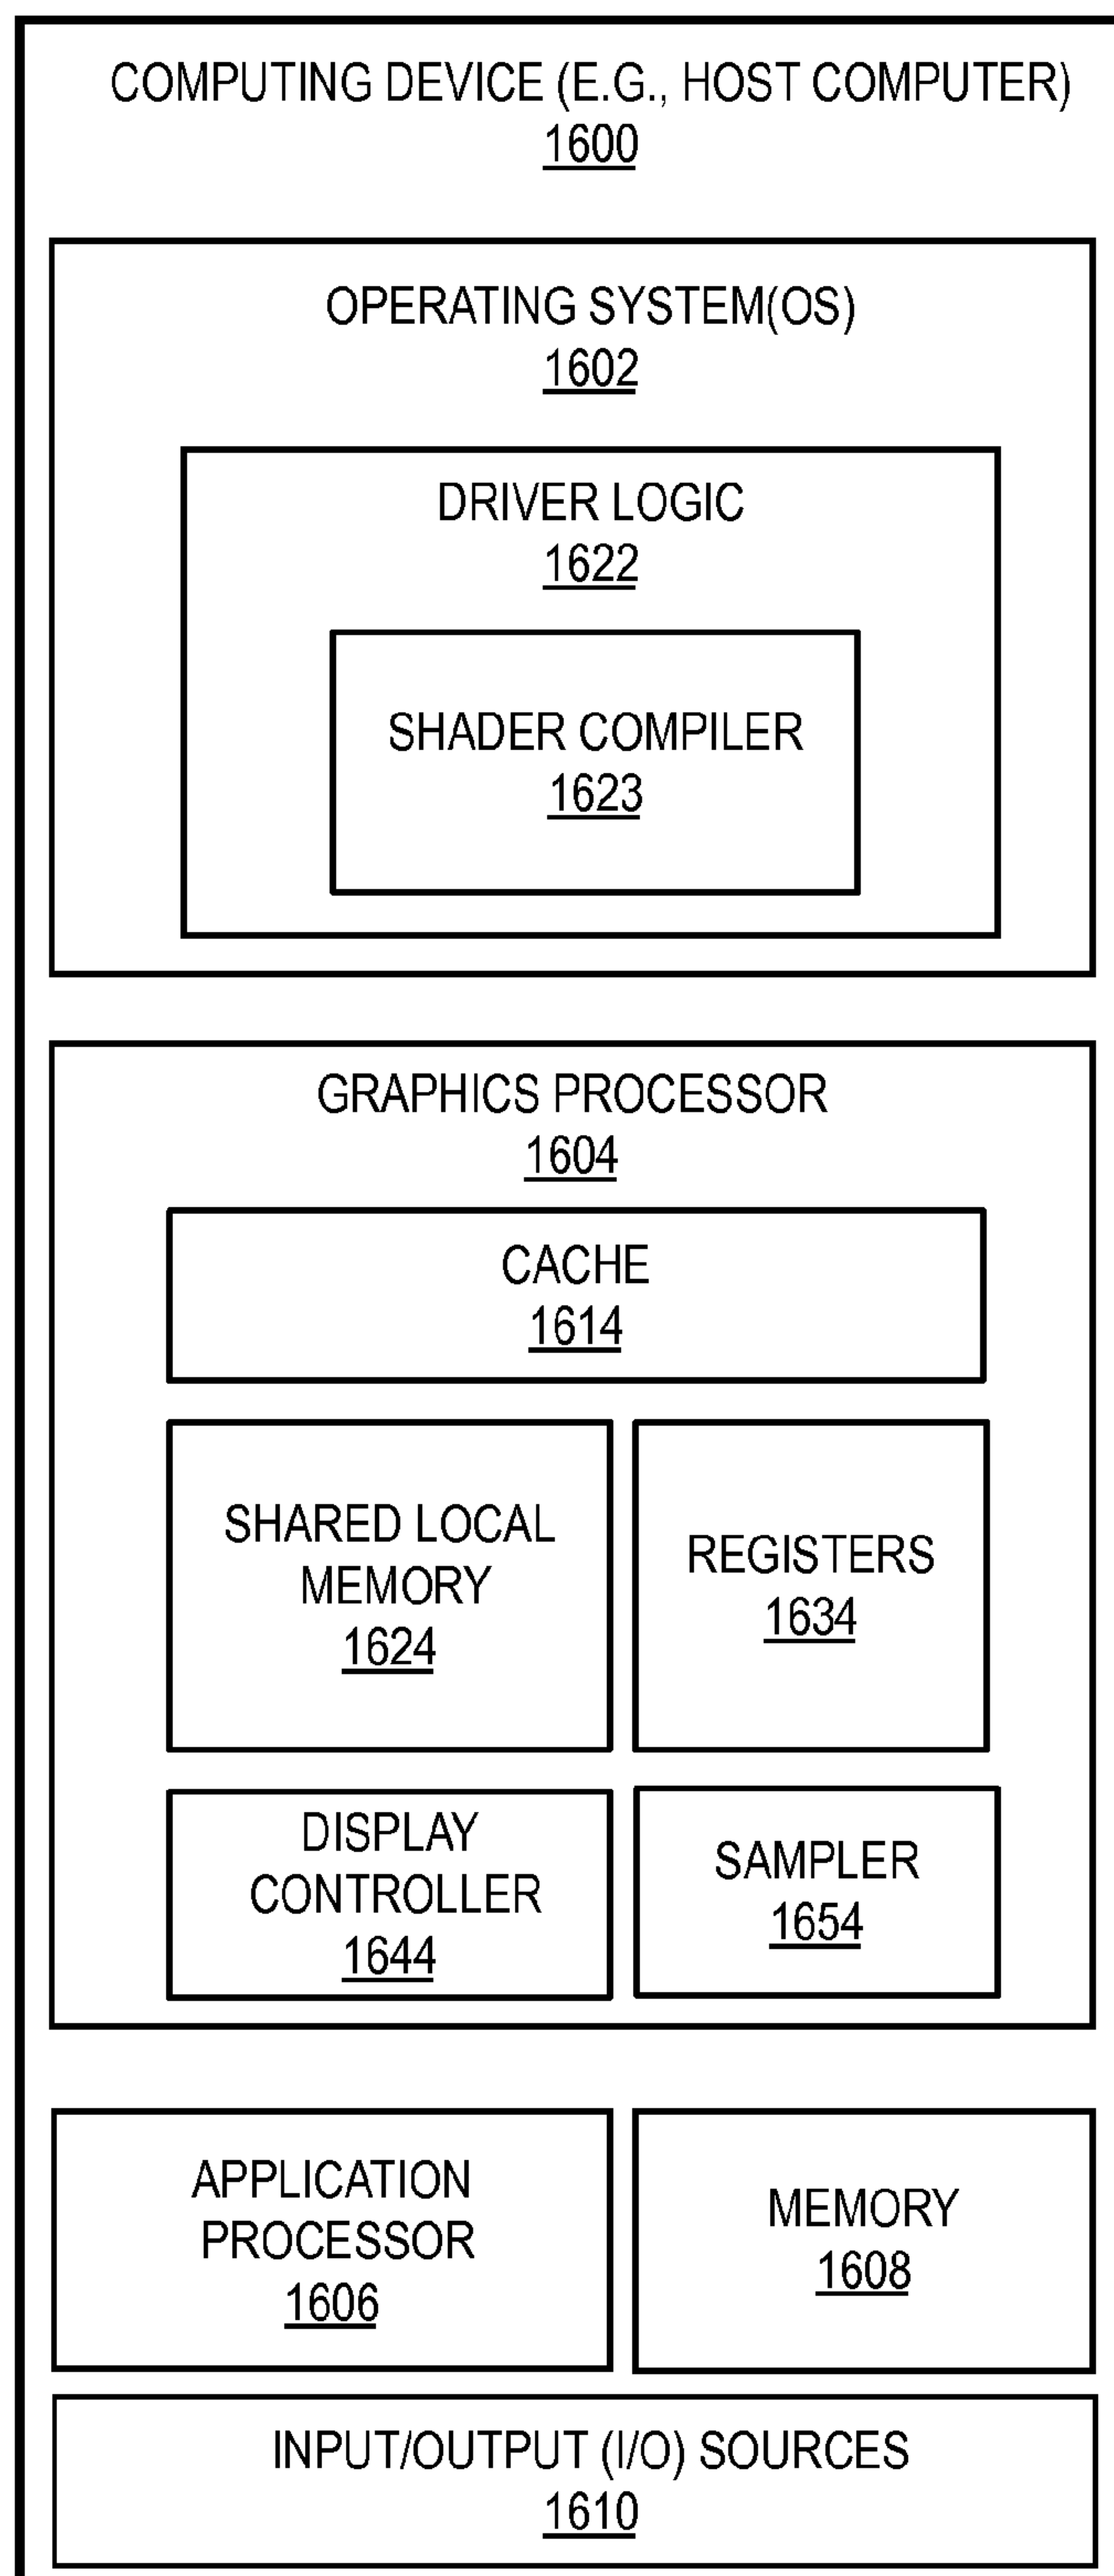 COMPUTING DEVICE (E.G., HOST COMPUTER)
1600
OPERATING SYSTEM(OS)
1602
DRIVER LOGIC
1622
SHADER COMPILER
1623
GRAPHICS PROCESSOR
1604
CACHE
1614
SHARED LOCAL
MEMORY
1624
REGISTERS
1634
DISPLAY
CONTROLLER
1644
SAMPLER
1654
APPLICATION
PROCESSOR
1606
MEMORY
1608
INPUT/OUTPUT (I/O) SOURCES
1610